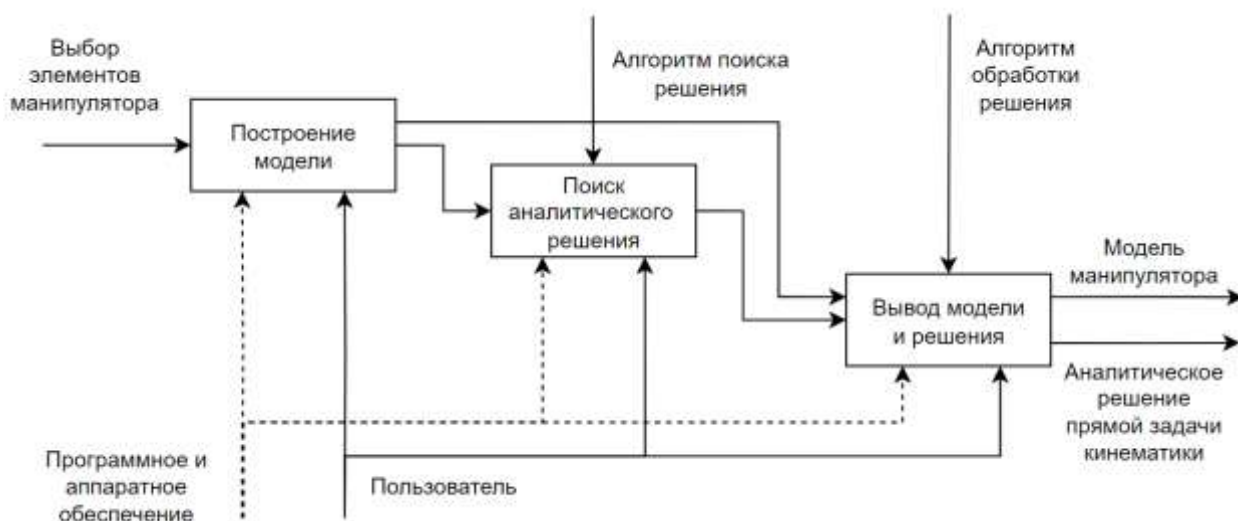 Выбор
элементов
манипулятора
Построение
модели
Алгоритм поиска
решения
Поиск
аналитического
решения
Алгоритм
обработки
решения
Вывод модели
и решения
Модель
манипулятора
Аналитическое
решение
прямой задачи
кинематики
Программное и
аппаратное
обеспечение
Пользователь